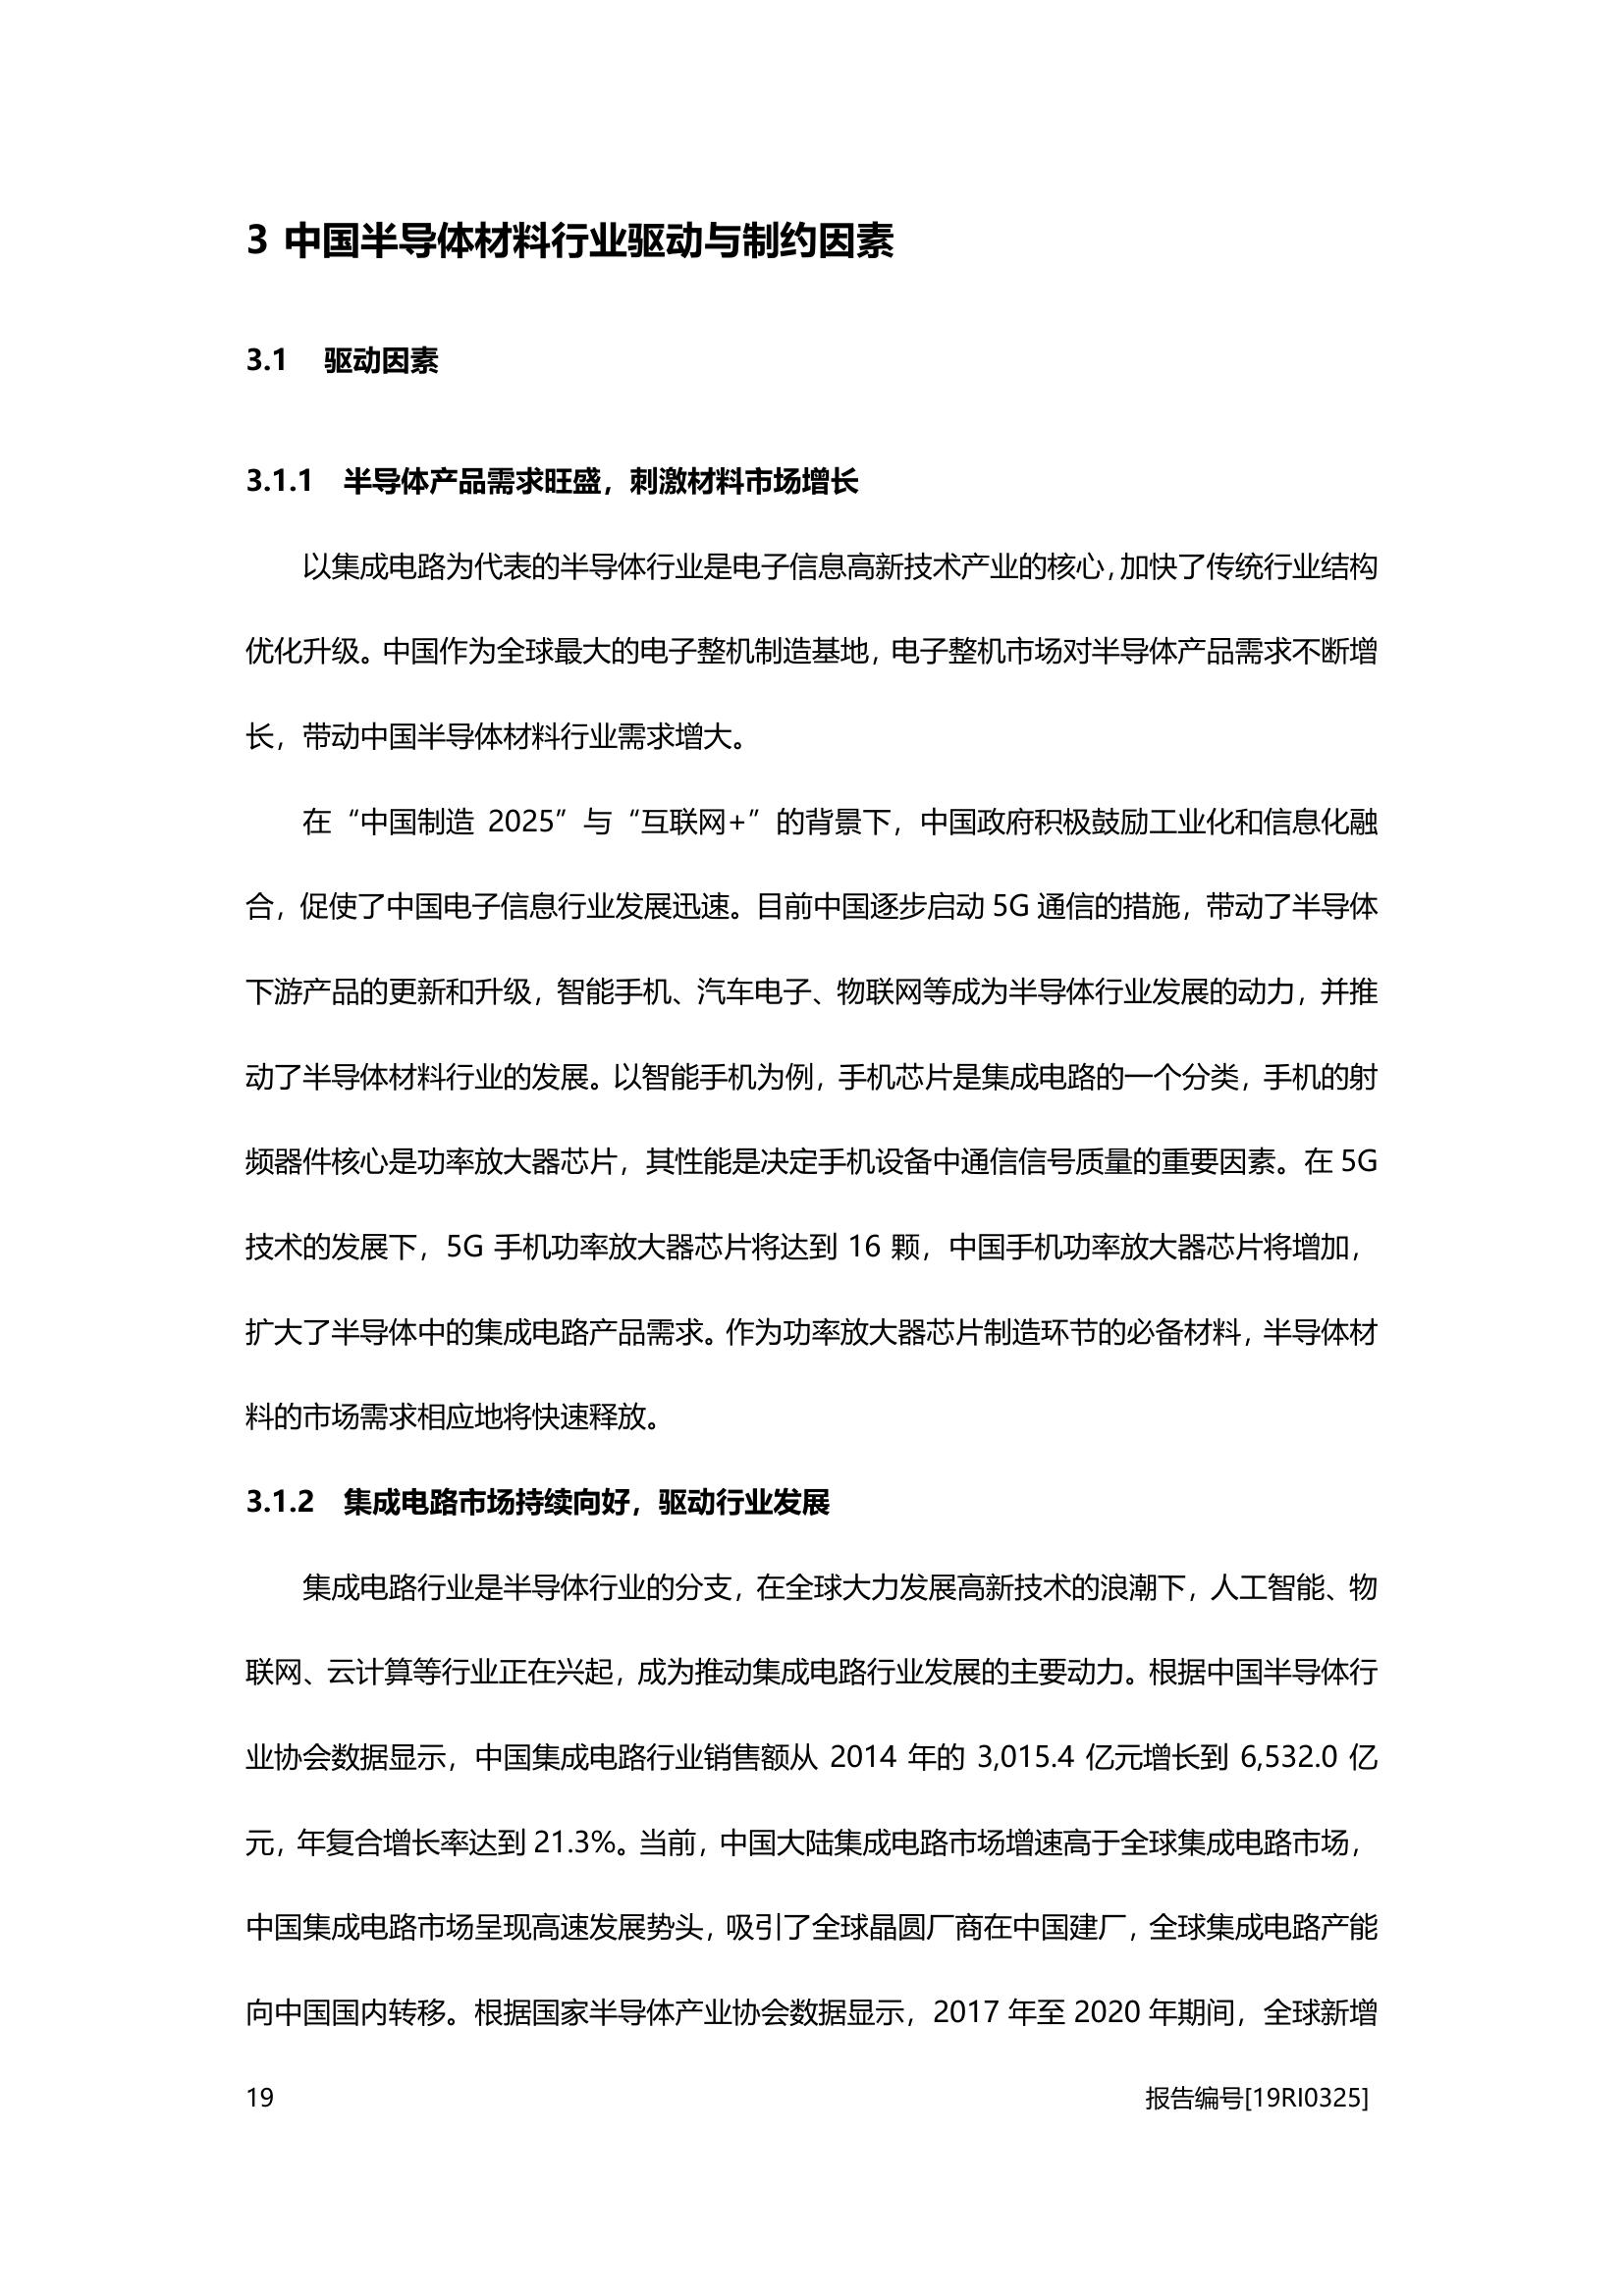 3 中国半导体材料行业驱动与制约因素
3.1 驱动因素
3.1.1 半导体产品需求旺盛，刺激材料市场增长
以集成电路为代表的半导体行业是电子信息高新技术产业的核心，加快了传统行业结构
优化升级。中国作为全球最大的电子整机制造基地，电子整机市场对半导体产品需求不断增
长，带动中国半导体材料行业需求增大。
在“中国制造 2025”与“互联网+”的背景下，中国政府积极鼓励工业化和信息化融
合，促使了中国电子信息行业发展迅速。目前中国逐步启动 5G 通信的措施，带动了半导体
下游产品的更新和升级，智能手机、汽车电子、物联网等成为半导体行业发展的动力，并推
动了半导体材料行业的发展。以智能手机为例，手机芯片是集成电路的一个分类，手机的射
频器件核心是功率放大器芯片，其性能是决定手机设备中通信信号质量的重要因素。在 5G
技术的发展下，5G 手机功率放大器芯片将达到 16 颗，中国手机功率放大器芯片将增加，
扩大了半导体中的集成电路产品需求。作为功率放大器芯片制造环节的必备材料，半导体材
料的市场需求相应地将快速释放。
3.1.2 集成电路市场持续向好，驱动行业发展
集成电路行业是半导体行业的分支，在全球大力发展高新技术的浪潮下，人工智能、物
联网、云计算等行业正在兴起，成为推动集成电路行业发展的主要动力。根据中国半导体行
业协会数据显示，中国集成电路行业销售额从 2014 年的 3,015.4 亿元增长到 6,532.0 亿
元，年复合增长率达到 21.3%。当前，中国大陆集成电路市场增速高于全球集成电路市场，
中国集成电路市场呈现高速发展势头，吸引了全球晶圆厂商在中国建厂，全球集成电路产能
向中国国内转移。根据国家半导体产业协会数据显示，2017 年至 2020 年期间，全球新增
19 报告编号[19RI0325]